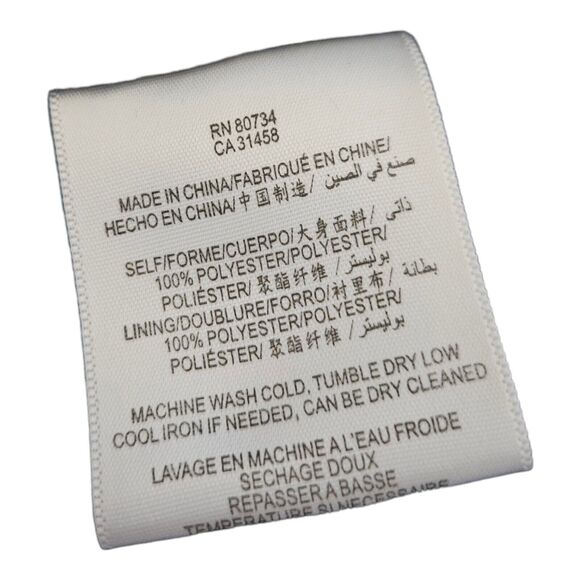 RN 80734
CA 31458
MADE IN CHINA/FABRIQUÉ EN CHINE/
HECHO EN CHINA/中国制造/ صنع في الصين
SELF/FORME/CUERPO/大身面料/ ذاتى
100% POLYESTER/POLYESTER/
POLIÉSTER/ 聚酯纤维 / بوليستر
LINING/DOUBLURE/FORRO/衬里布/ بطانة
100% POLYESTER/POLYESTER/
POLIÉSTER/ 聚酯纤维 / بوليستر
MACHINE WASH COLD, TUMBLE DRY LOW
COOL IRON IF NEEDED, CAN BE DRY CLEANED
LAVAGE EN MACHINE A L'EAU FROIDE
SECHAGE DOUX
REPASSER A BASSE
TEMPERATURE SI NECESSAIRE